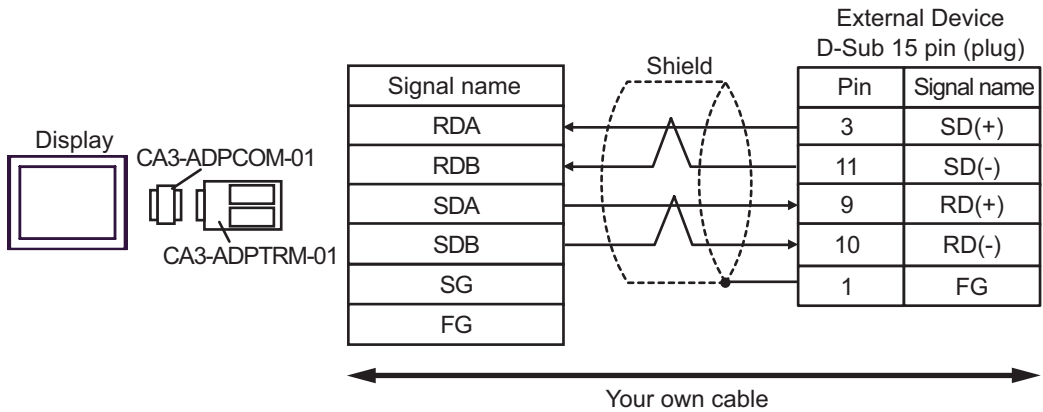 External Device
D-Sub 15 pin (plug)
Shield
Signal name
Pin Signal name
RDA
3 SD(+)
Display
CA3-ADPCOM-01
RDB
11 SD(-)
SDA
9 RD(+)
CA3-ADPTRM-01
SDB
10 RD(-)
SG
1 FG
FG
Your own cable